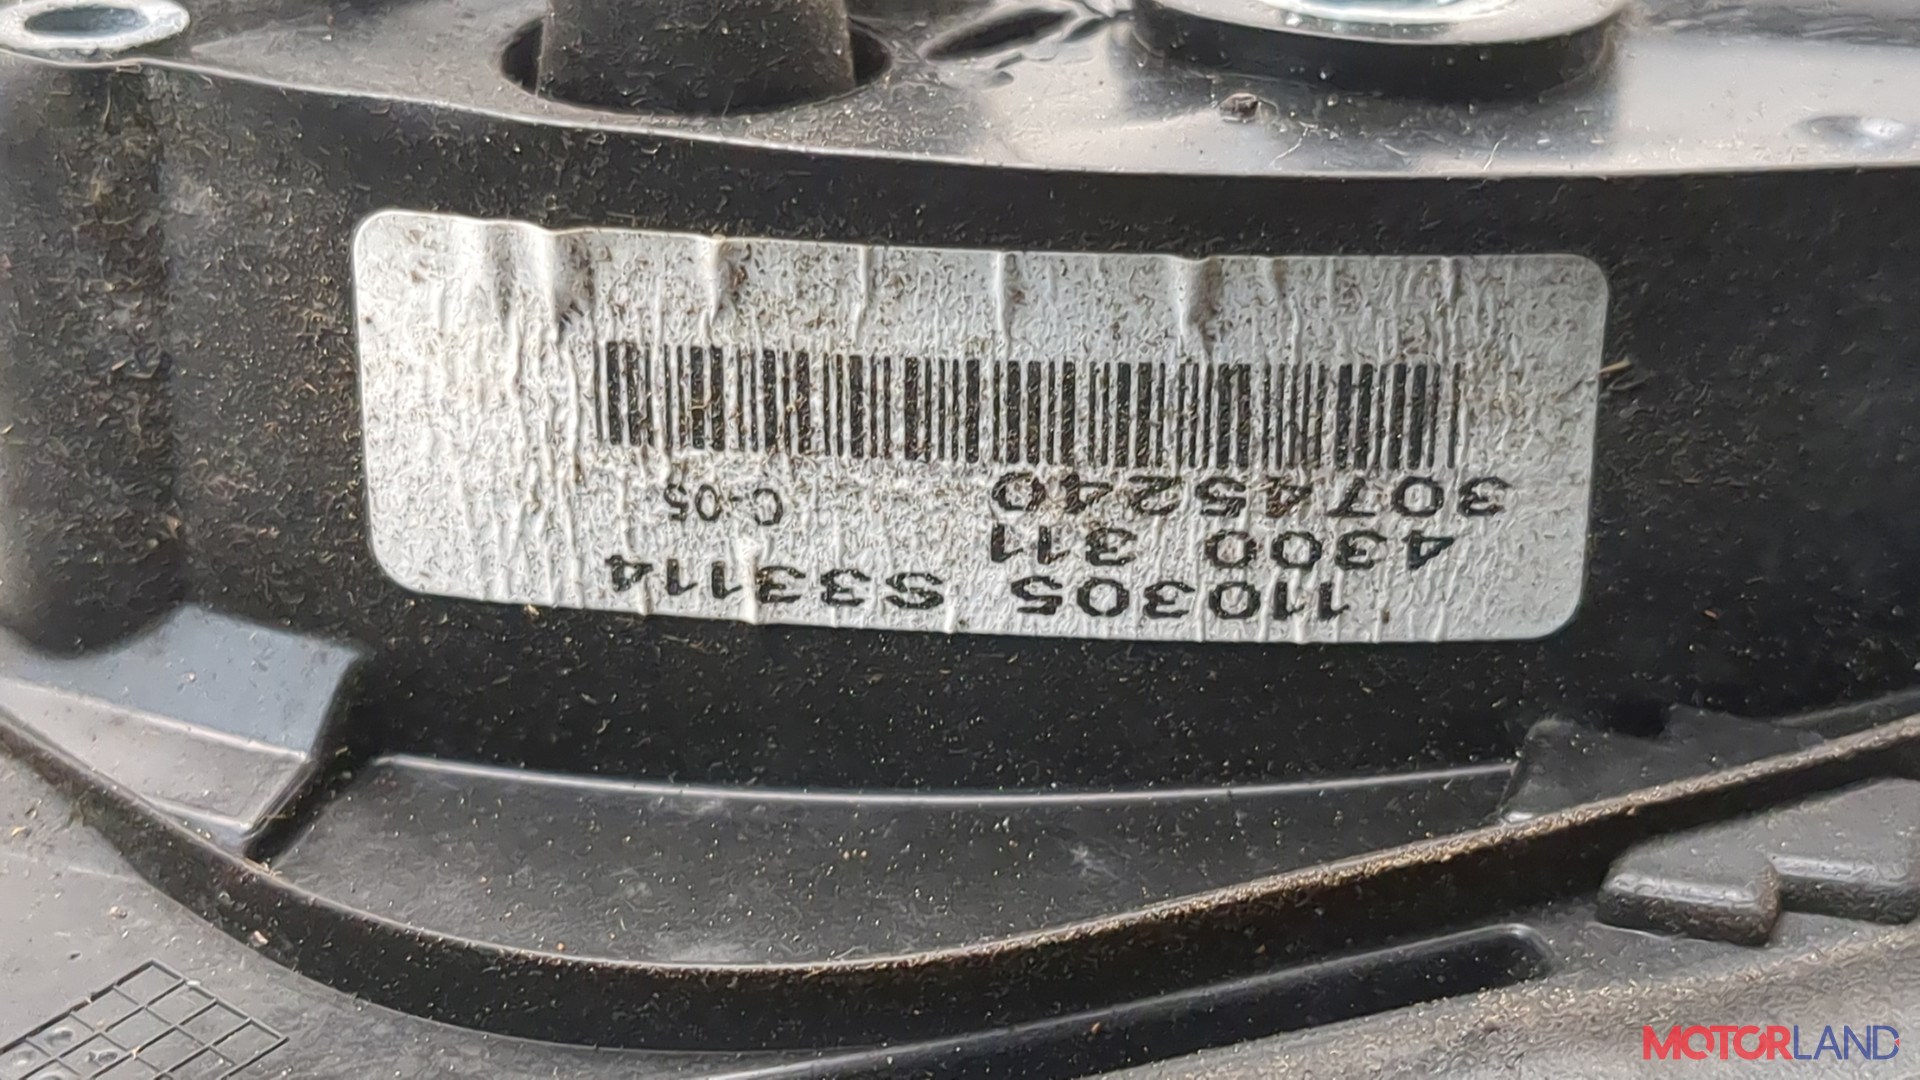 110305 S33114
4300 311
30745240 C-05
MOTORLAND